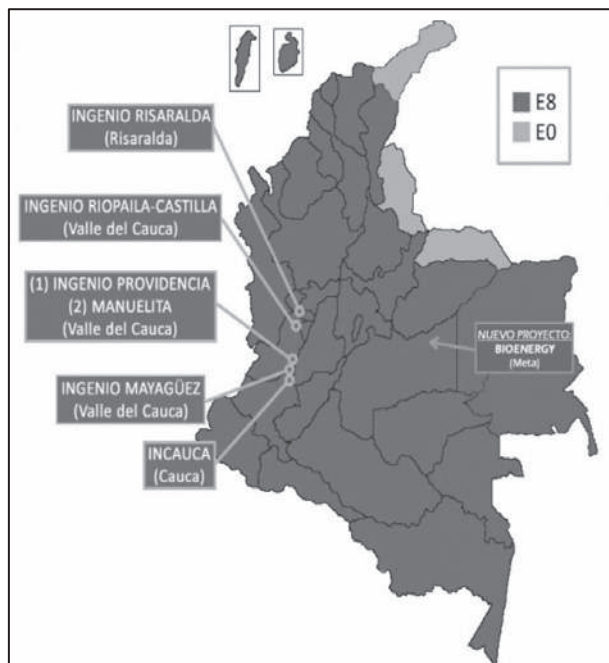 E8
E0
INGENIO RISARALDA
(Risaralda)
INGENIO RIOPAILA-CASTILLA
(Valle del Cauca)
(1) INGENIO PROVIDENCIA
(2) MANUELITA
(Valle del Cauca)
INGENIO MAYAGÜEZ
(Valle del Cauca)
INCAUCA
(Cauca)
NUEVO PROYECTO:
BIOENERGY
(Meta)